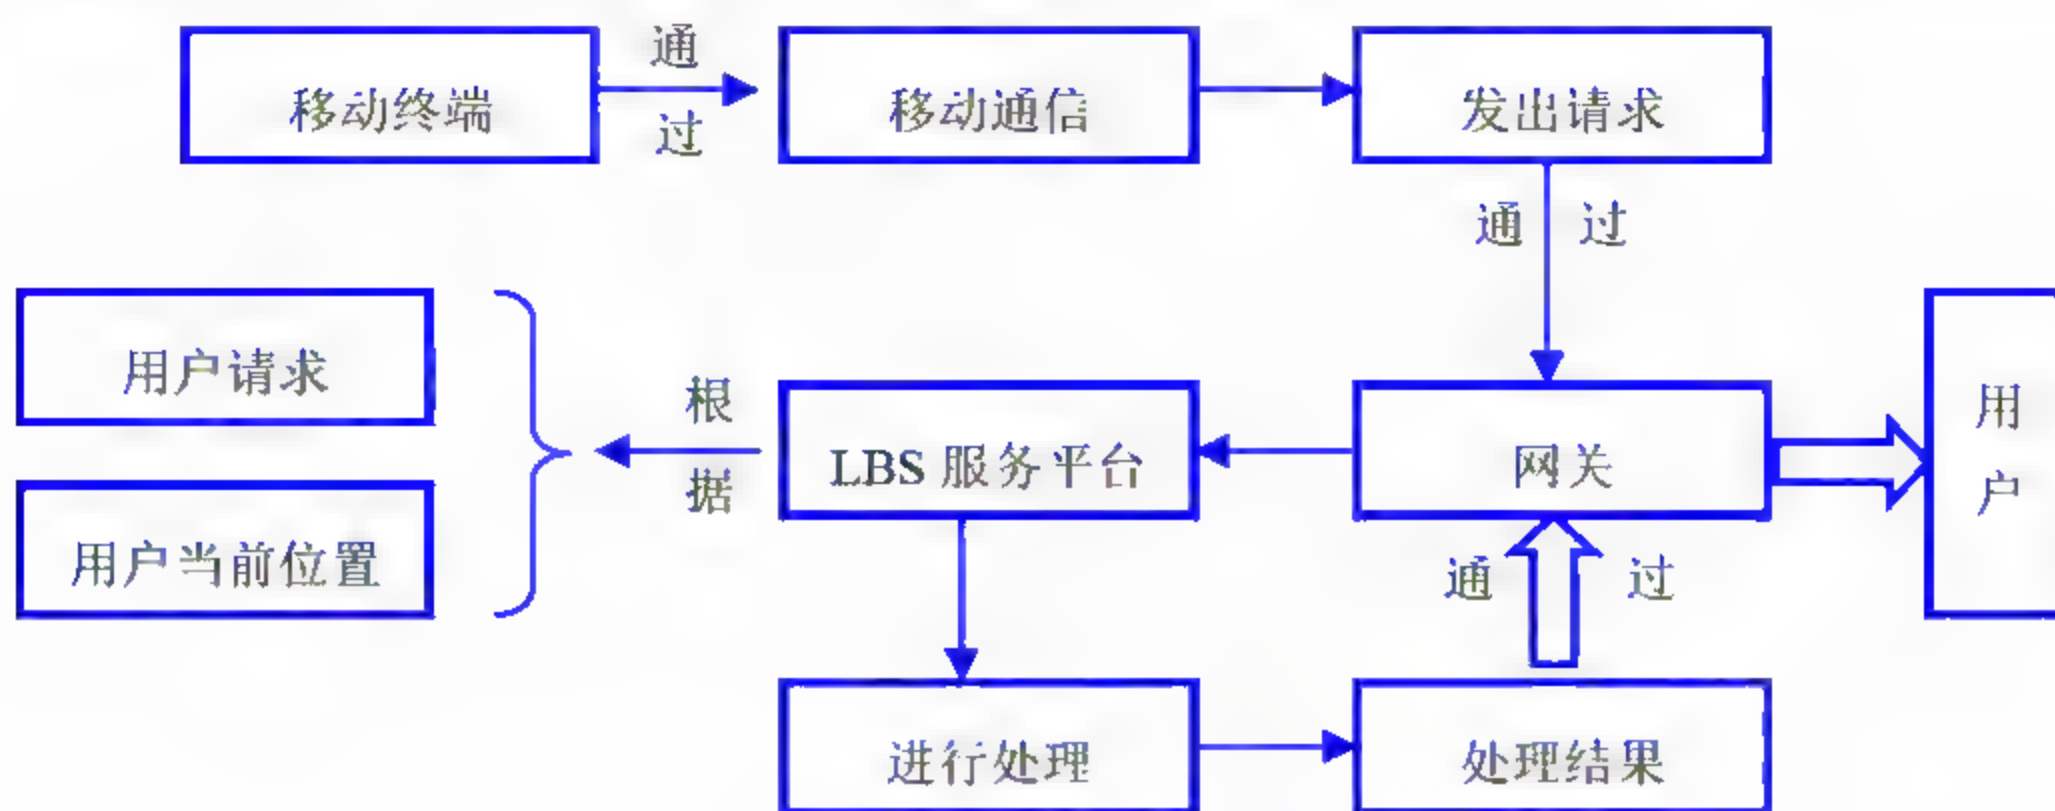 移动终端
通过
移动通信
发出请求
通过
用户请求
用户当前位置
根据
LBS 服务平台
网关
用户
通过
进行处理
处理结果